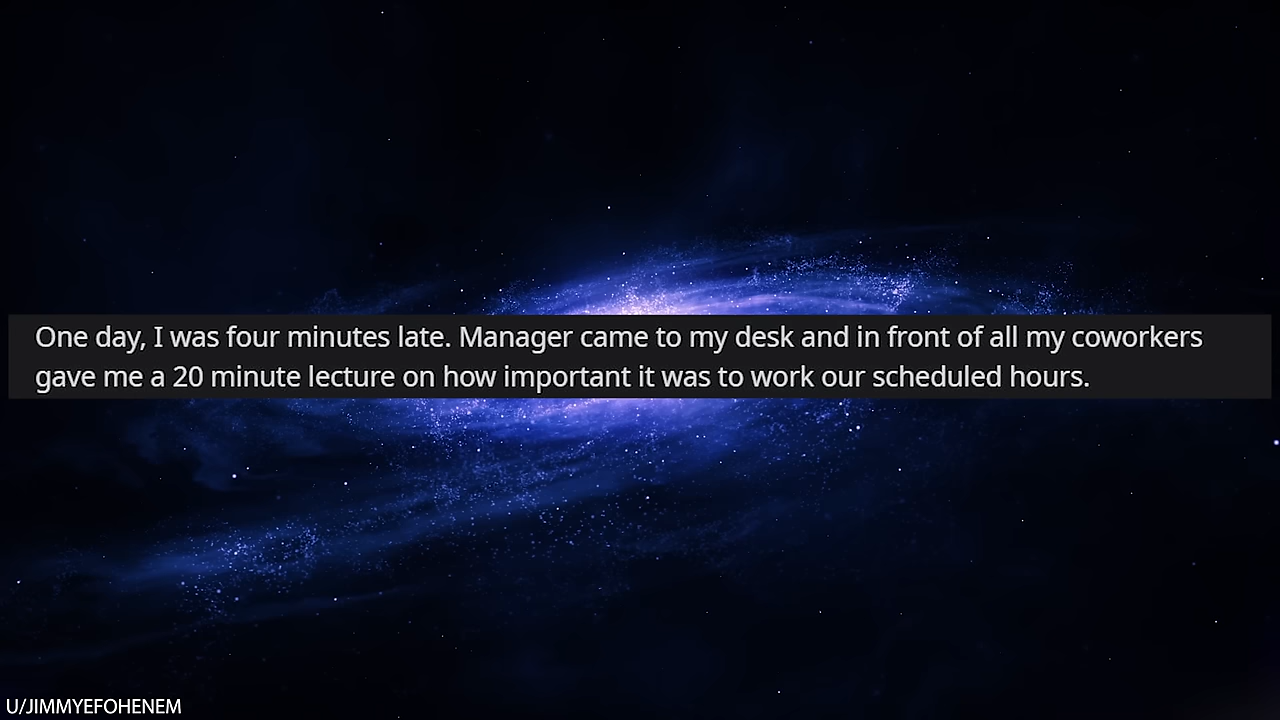 One day, I was four minutes late. Manager came to my desk and in front of all my coworkers
gave me a 20 minute lecture on how important it was to work our scheduled hours.
U/JIMMYEFOHENEM